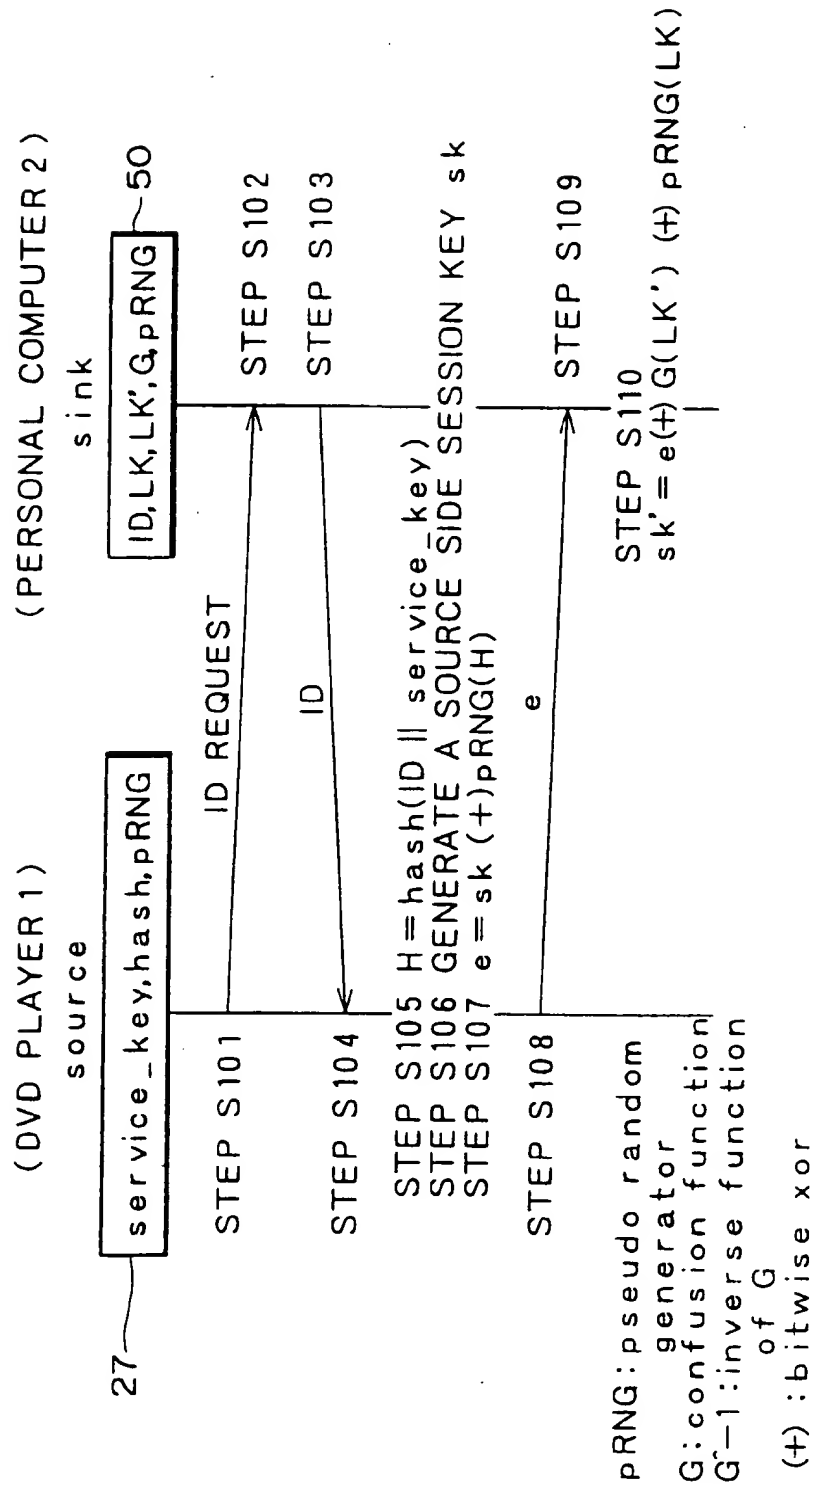 (DVD PLAYER 1)
(PERSONAL COMPUTER 2)
source
sink
27
service_key,hash,pRNG
ID,LK,LK',G,pRNG
50
STEP S101
ID REQUEST
STEP S102
STEP S103
ID
STEP S104
STEP S105 H=hash(ID || service_key)
STEP S106 GENERATE A SOURCE SIDE SESSION KEY sk
STEP S107 e=sk (+)pRNG(H)
STEP S108
e
STEP S109
STEP S110
sk'=e(+)G(LK') (+) pRNG(LK)
pRNG:pseudo random
generator
G:confusion function
G^-1:inverse function
of G
(+) :bitwise xor